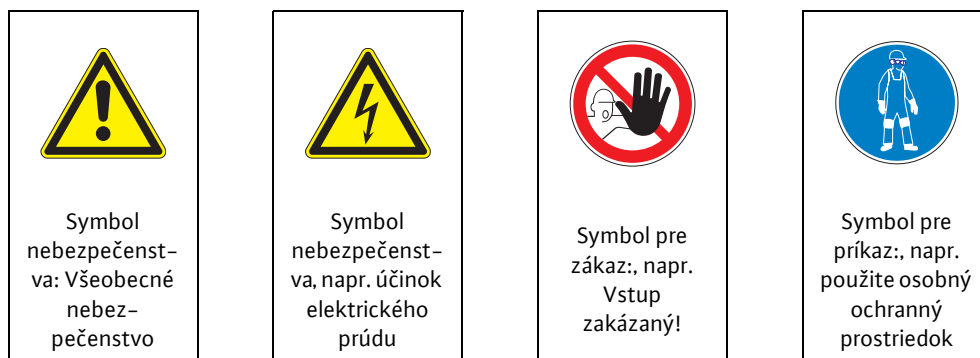 Symbol
nebezpečenst–
va: Všeobecné
nebez–
pečenstvo
Symbol
nebezpečenst–
va, napr. účinok
elektrického
prúdu
Symbol pre
zákaz:, napr.
Vstup
zakázaný!
Symbol pre
príkaz:, napr.
použite osobný
ochranný
prostriedok